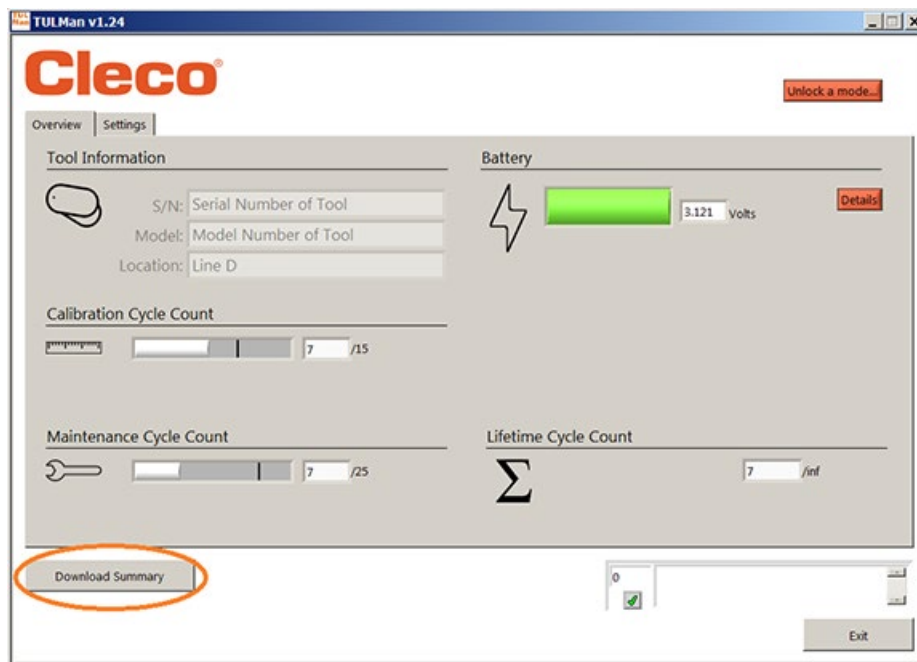 TUL
Man
TULMan v1.24
Cleco®
Unlock a mode...
Overview
Settings
Tool Information
Battery
S/N: Serial Number of Tool
3.121 Volts
Details
Model: Model Number of Tool
Location: Line D
Calibration Cycle Count
7 /15
Maintenance Cycle Count
Lifetime Cycle Count
7 /25
Σ
7 /inf
Download Summary
0
Exit